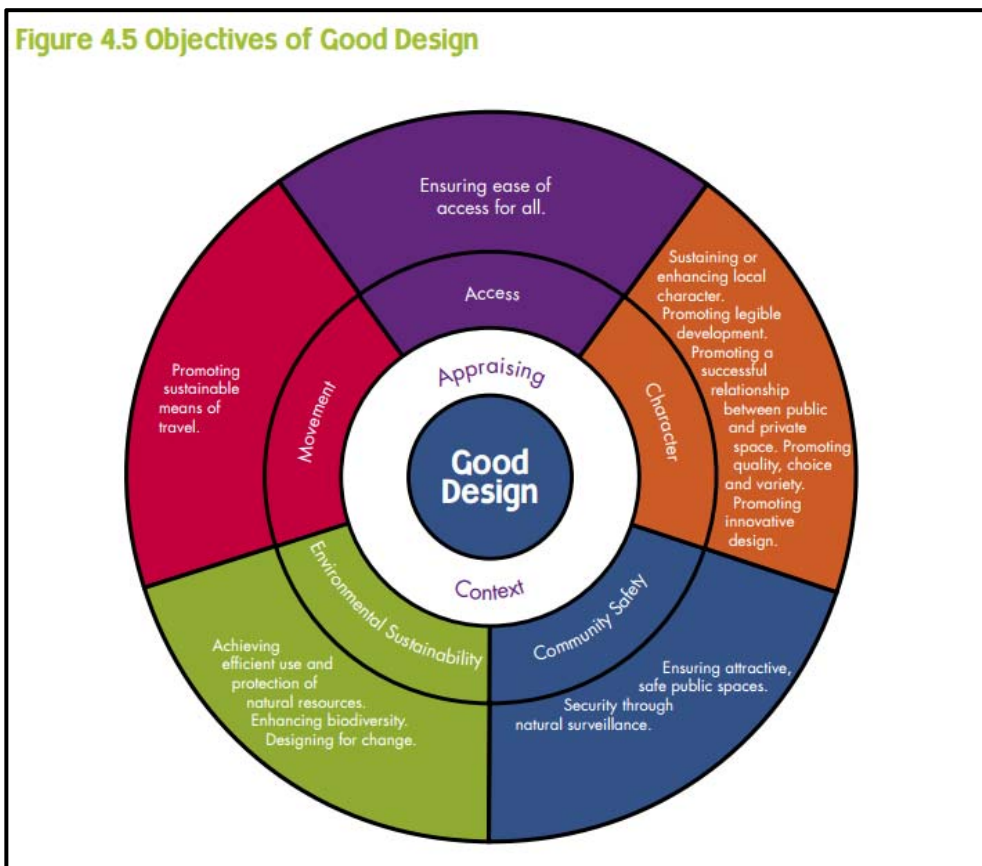 Figure 4.5 Objectives of Good Design
Ensuring ease of
access for all.
Access
Sustaining or
enhancing local
character.
Promoting legible
development.
Promoting a
successful
relationship
between public
and private
space. Promoting
quality, choice
and variety.
Promoting
innovative
design.
Character
Promoting
sustainable
means of
travel.
Movement
Appraising
Good
Design
Context
Environmental Sustainability
Achieving
efficient use and
protection of
natural resources.
Enhancing biodiversity.
Designing for change.
Community Safety
Ensuring attractive,
safe public spaces.
Security through
natural surveillance.